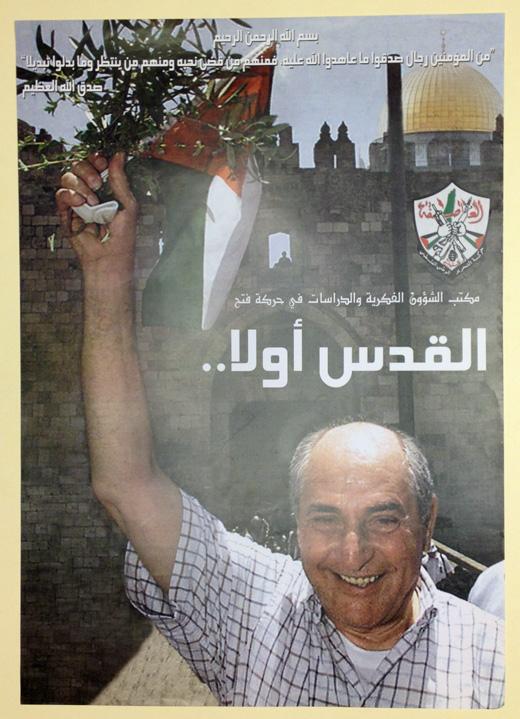 بسم الله الرحمن الرحيم
"من المؤمنين رجال صدقوا ما عاهدوا الله عليه، فمنهم من قضى نحبه ومنهم من ينتظر وما بدلوا تبديلا"
صدق الله العظيم
العاصفة
مكتب الشؤون الفكرية والدراسات في حركة فتح
القدس أولا..